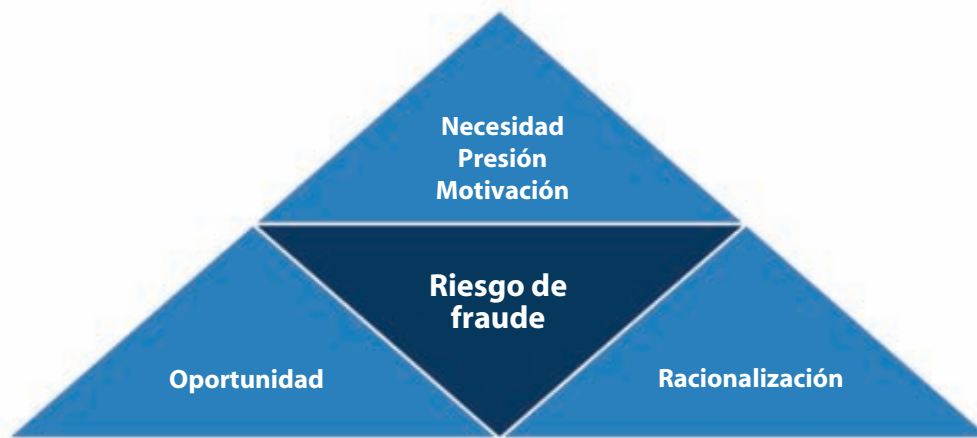 Necesidad
Presión
Motivación
Riesgo de
fraude
Oportunidad
Racionalización